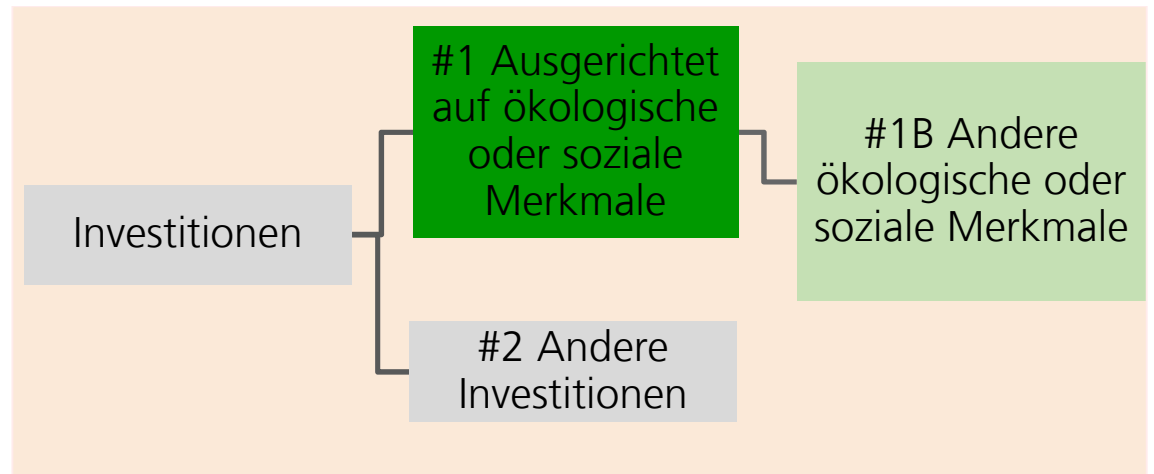 #1 Ausgerichtet
auf ökologische
oder soziale
Merkmale
#1B Andere
ökologische oder
soziale Merkmale
Investitionen
#2 Andere
Investitionen